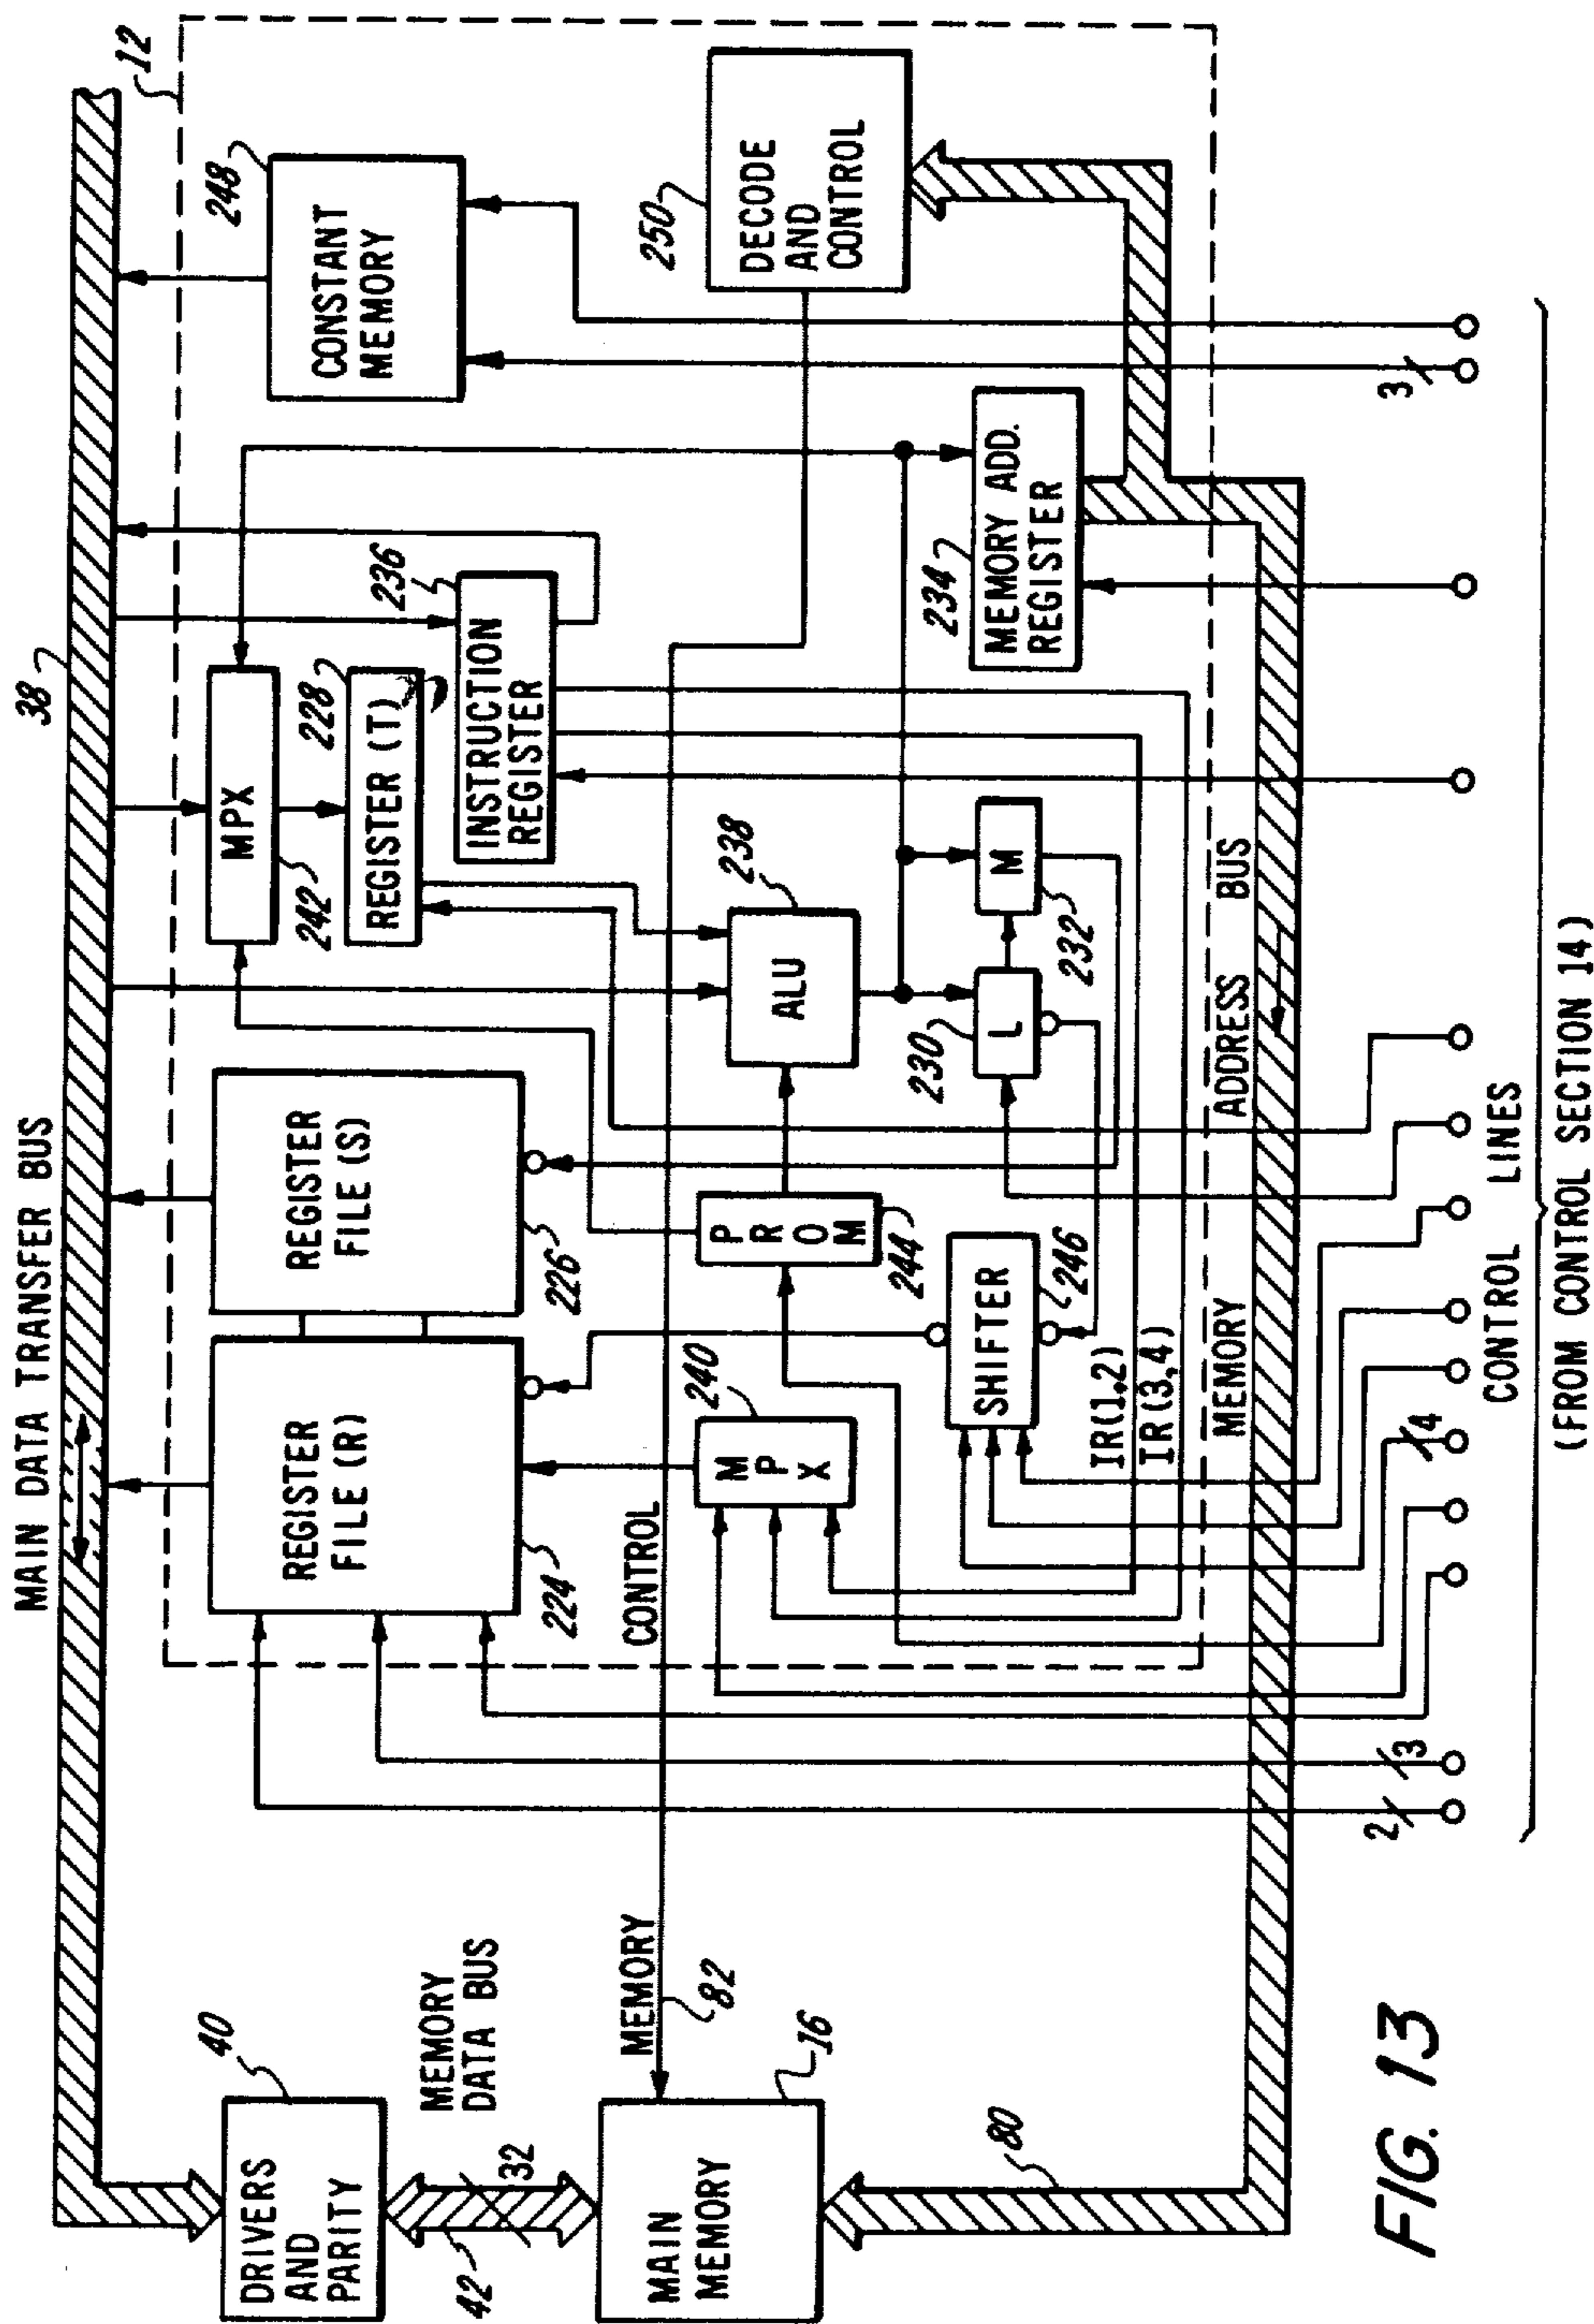 MAIN DATA TRANSFER BUS
38
12
DRIVERS
AND
PARITY
40
42
32
MEMORY
DATA BUS
MAIN
MEMORY
16
MEMORY
CONTROL
82
80
REGISTER
FILE (R)
224
REGISTER
FILE (S)
226
MPX
242
REGISTER (T)
228
INSTRUCTION
REGISTER
236
CONSTANT
MEMORY
248
MPX
240
PROM
244
ALU
238
SHIFTER
246
L
230
M
232
MEMORY ADD.
REGISTER
234
DECODE
AND
CONTROL
250
IR(1,2)
IR(3,4)
MEMORY ADDRESS BUS
2
3
4
3
CONTROL LINES
(FROM CONTROL SECTION 14)
FIG. 13